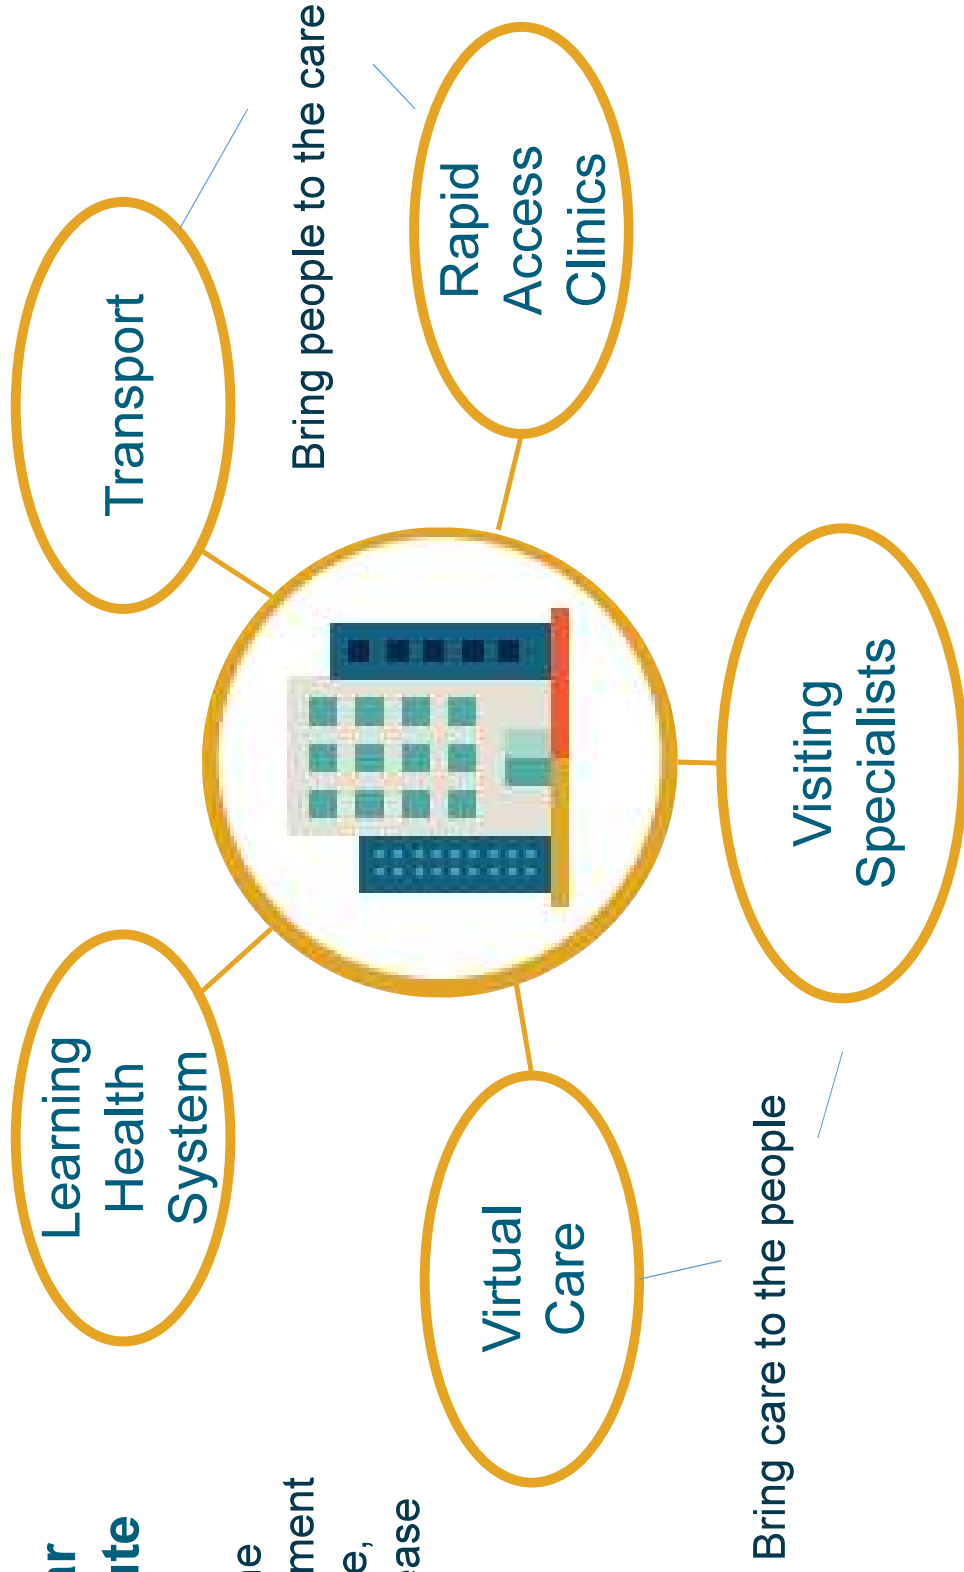 Learning
Health
System
Transport
Bring people to the care
Rapid
Access
Clinics
Virtual
Care
Visiting
Specialists
Bring care to the people